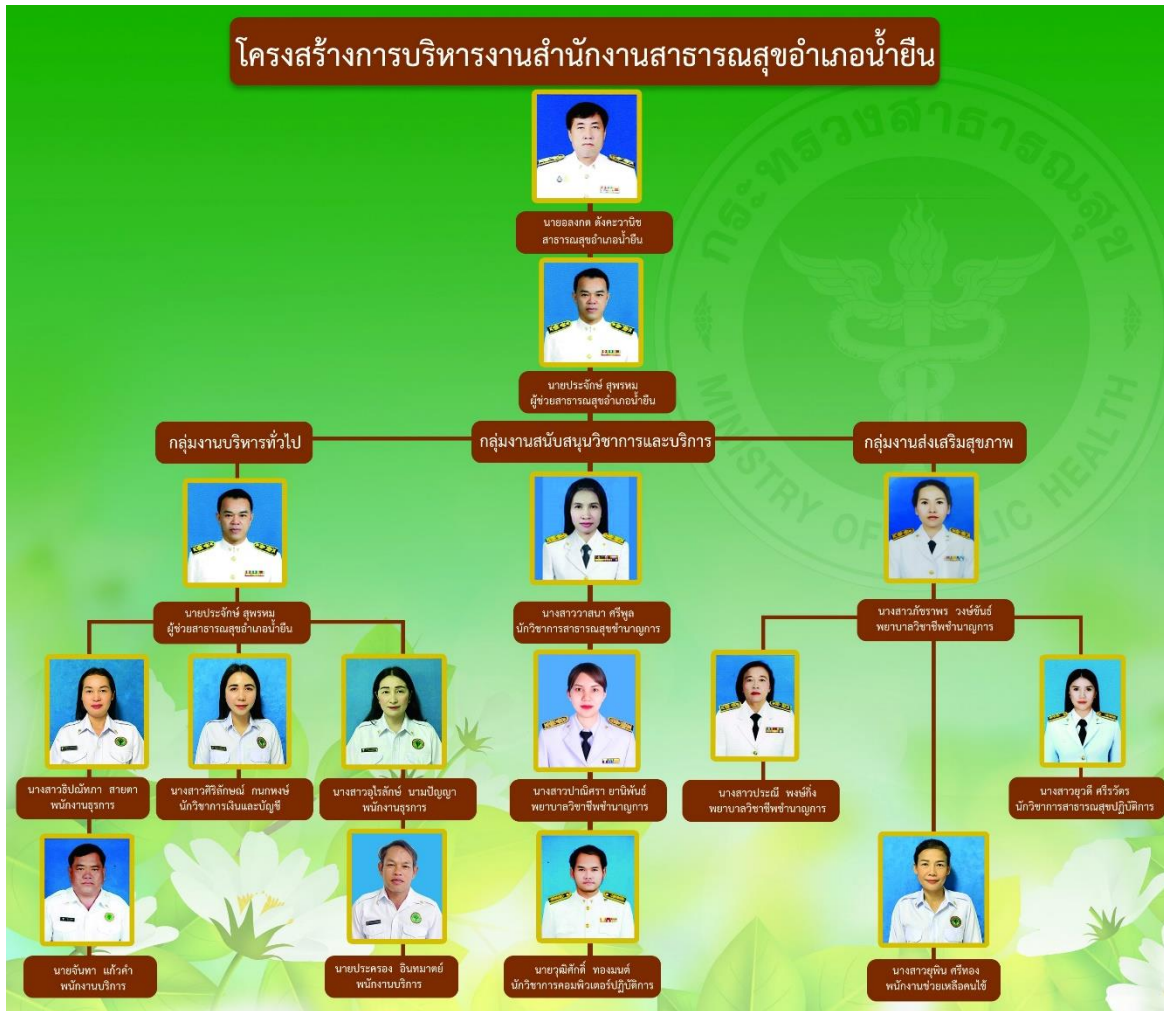 โครงสร้างการบริหารงานสำนักงานสาธารณสุขอำเภอน้ำยืน
กระทรวงสาธารณสุข
MINISTRY OF PUBLIC HEALTH
นายอลงกต ตังคะวานิช
สาธารณสุขอำเภอน้ำยืน
นายประจักษ์ สุพรหม
ผู้ช่วยสาธารณสุขอำเภอน้ำยืน
กลุ่มงานบริหารทั่วไป
กลุ่มงานสนับสนุนวิชาการและบริการ
กลุ่มงานส่งเสริมสุขภาพ
นายประจักษ์ สุพรหม
ผู้ช่วยสาธารณสุขอำเภอน้ำยืน
นางสาววาสนา ศรีพูล
นักวิชาการสาธารณสุขชำนาญการ
นางสาวภัชราพร วงษ์ขันธ์
พยาบาลวิชาชีพชำนาญการ
นางสาวธิปณัทภา สายตา
พนักงานธุรการ
นางสาวศิริลักษณ์ กนกหงษ์
นักวิชาการเงินและบัญชี
นางสาวอุไรลักษ์ นามปัญญา
พนักงานธุรการ
นางสาวปาณิศรา ยานิพันธ์
พยาบาลวิชาชีพชำนาญการ
นางสาวประณี พงษ์กิ่ง
พยาบาลวิชาชีพชำนาญการ
นางสาวยุวดี ศรีรวัตร
นักวิชาการสาธารณสุขปฏิบัติการ
นายจันทา แก้วคำ
พนักงานบริการ
นายประครอง อินทมาตย์
พนักงานบริการ
นายวุฒิศักดิ์ ทองมนต์
นักวิชาการคอมพิวเตอร์ปฏิบัติการ
นางสาวยุพิน ศรีทอง
พนักงานช่วยเหลือคนไข้